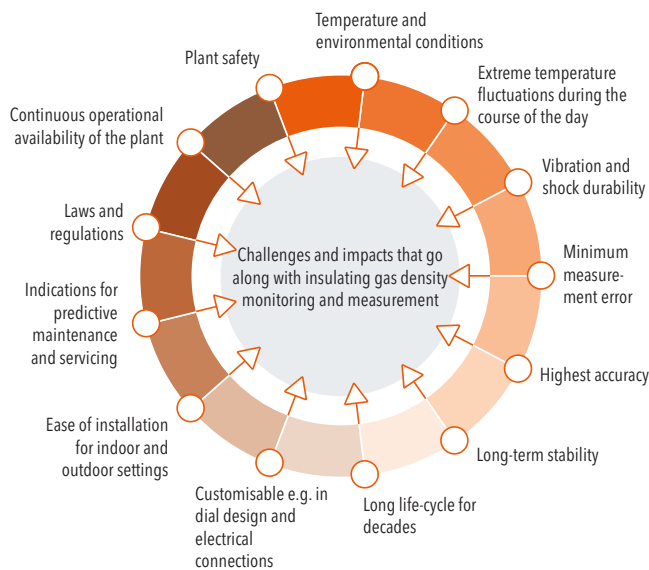 Temperature and
environmental conditions
Plant safety
Extreme temperature
fluctuations during the
course of the day
Continuous operational
availability of the plant
Vibration and
shock durability
Laws and
regulations
Challenges and impacts that go
along with insulating gas density
monitoring and measurement
Minimum
measure-
ment error
Indications for
predictive
maintenance
and servicing
Highest accuracy
Ease of installation
for indoor and
outdoor settings
Long-term stability
Customisable e.g. in
dial design and
electrical
connections
Long life-cycle for
decades